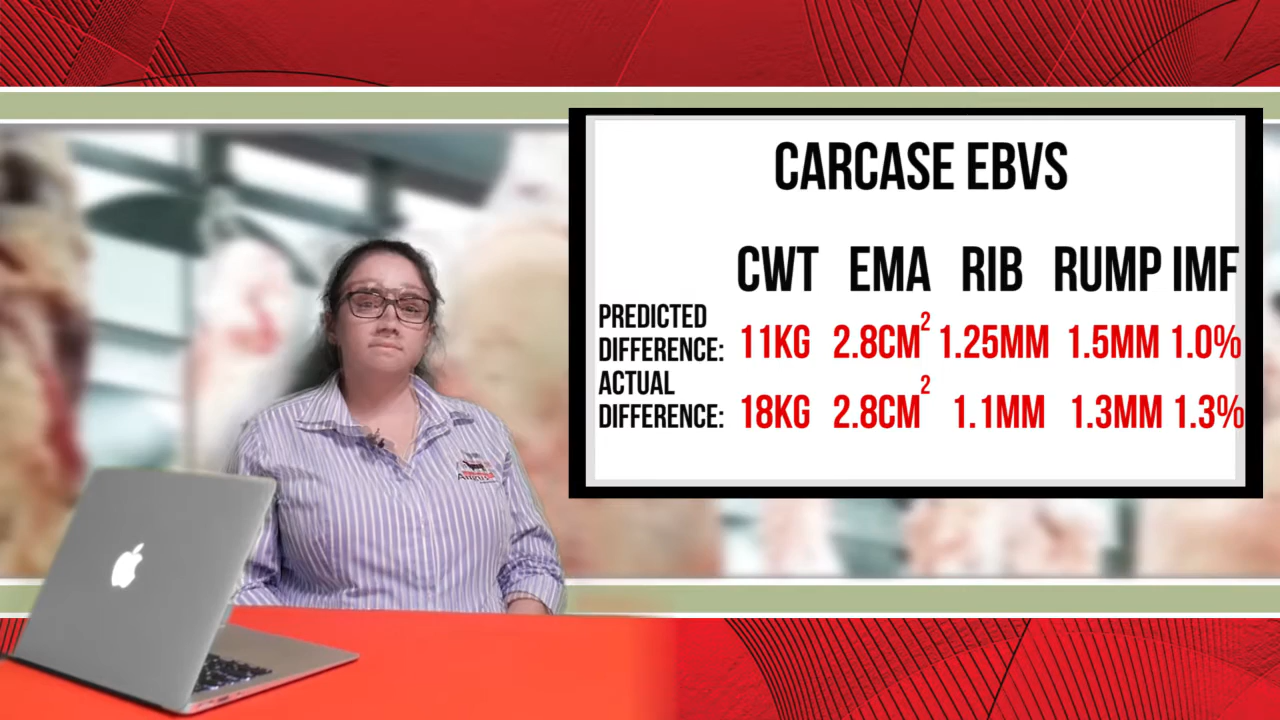 CARCASE EBVS
CWT EMA RIB RUMP IMF
PREDICTED
DIFFERENCE: 11KG 2.8CM² 1.25MM 1.5MM 1.0%
ACTUAL
DIFFERENCE: 18KG 2.8CM² 1.1MM 1.3MM 1.3%